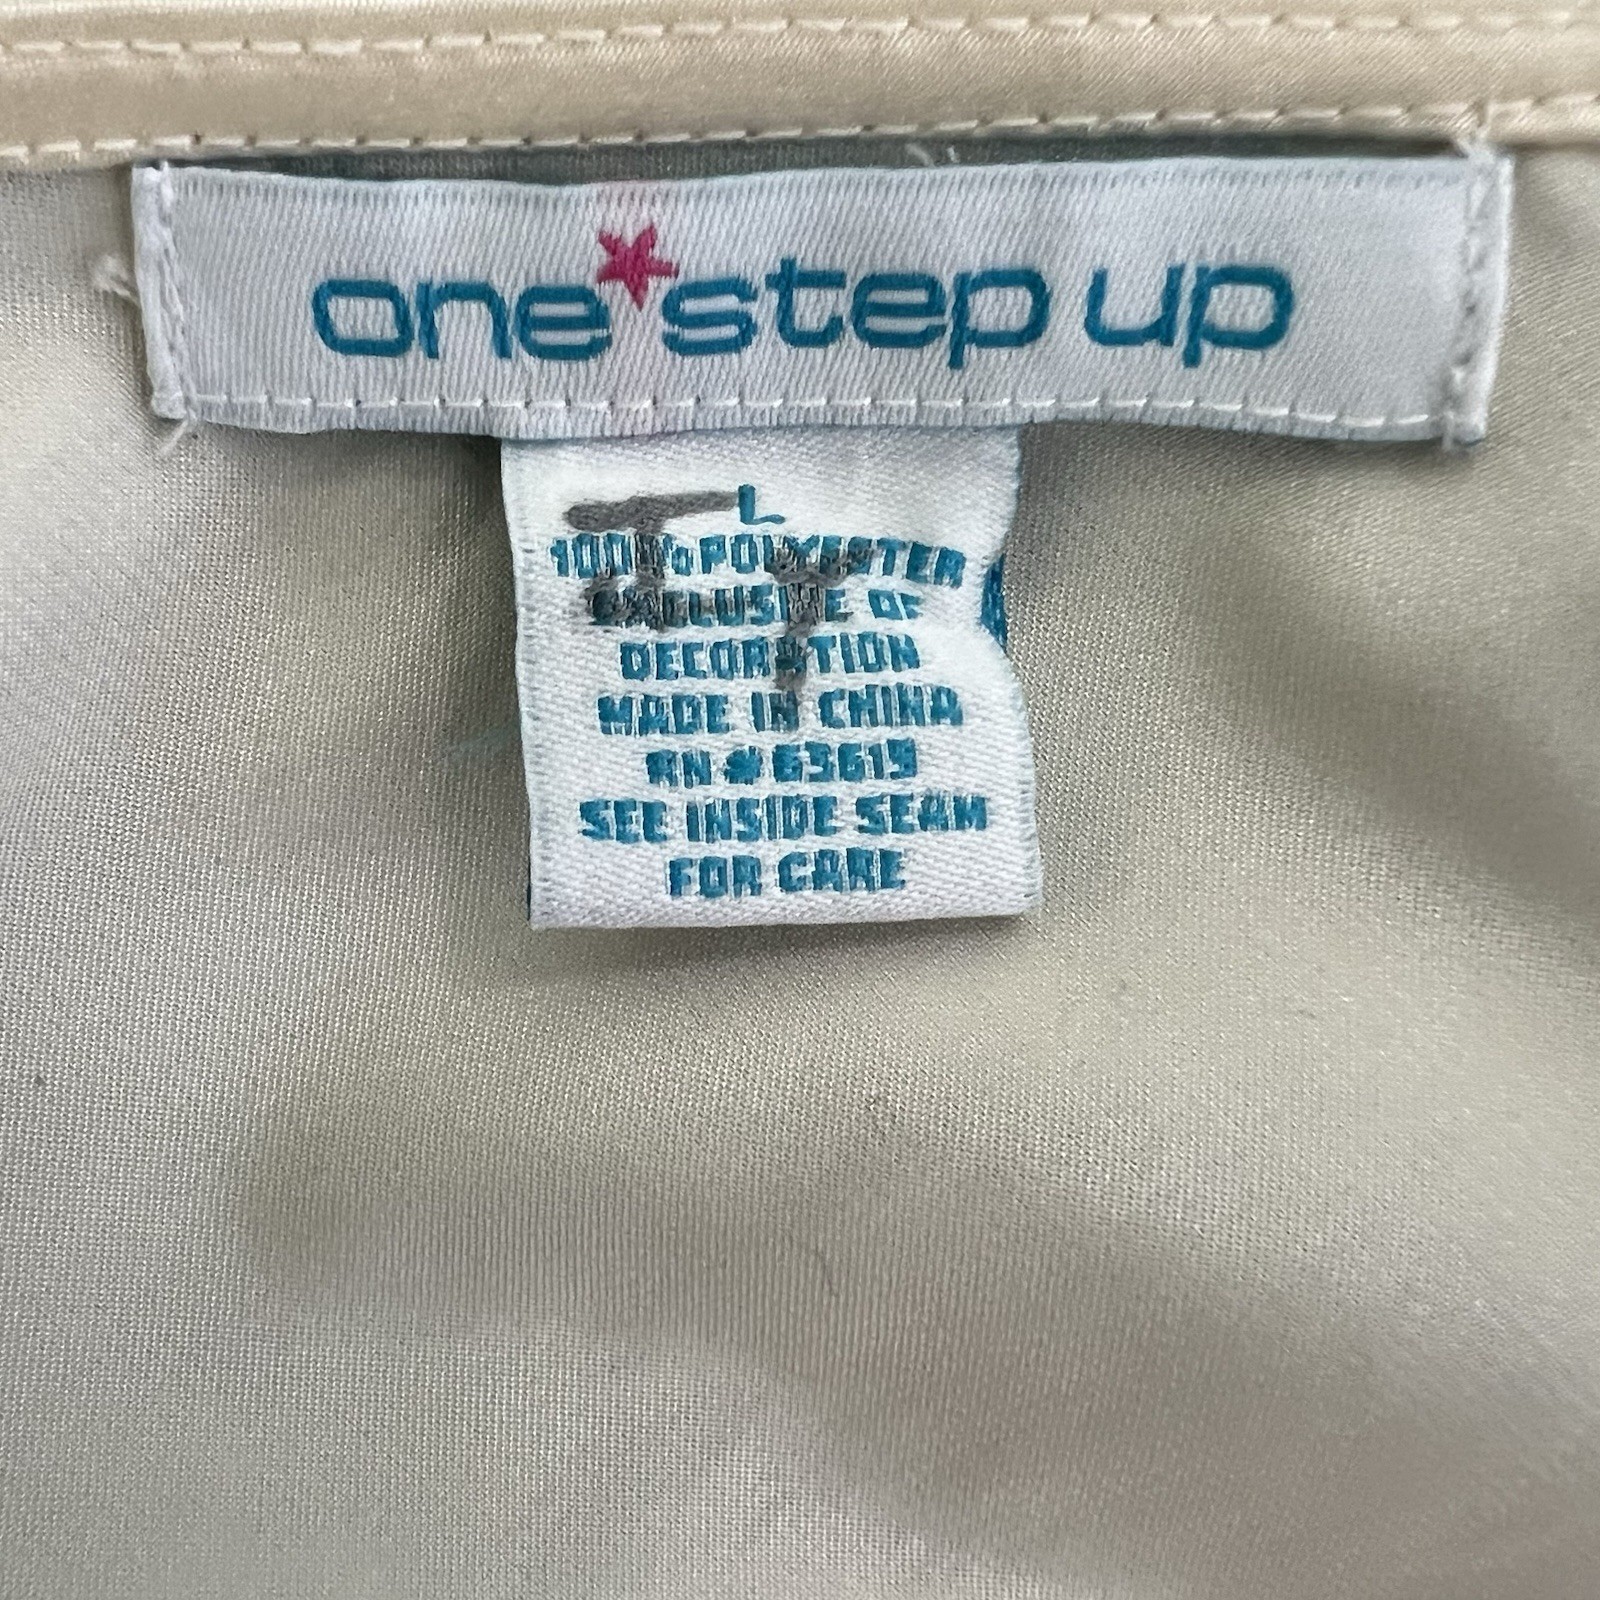 one step up
L
100% POLYESTER
EXCLUSIVE OF
DECORATION
MADE IN CHINA
RN # 63619
SEE INSIDE SEAM
FOR CARE